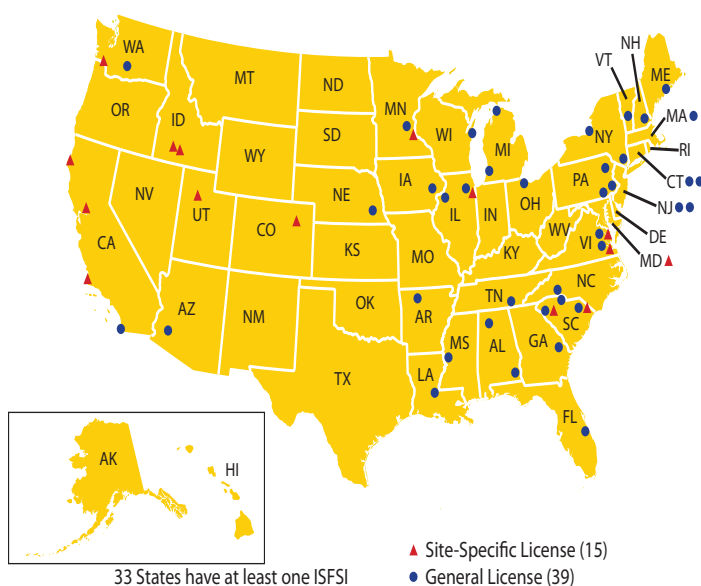 NH
VT
WA
ME
MT
ND
MN
OR
MA
ID
NY
WI
SD
RI
MI
WY
CT
PA
IA
NE
NJ
OH
NV
IL
IN
UT
DE
CO
WV
VI
CA
MD
KS
MO
KY
NC
TN
OK
AZ
NM
AR
SC
MS
AL
GA
LA
TX
FL
AK
HI
33 States have at least one ISFSI
Site-Specific License (15)
General License (39)